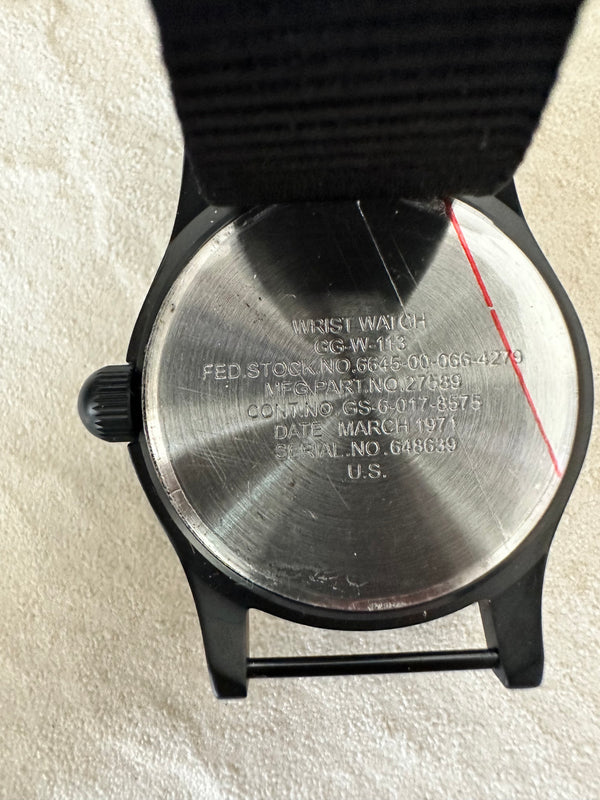 WRIST WATCH
GG-W-113
FED.STOCK.NO.6645-00-066-4279
MFG.PART.NO.27589
CONT.NO GS-6-017-8575
DATE MARCH 1971
SERIAL.NO.648639
U.S.